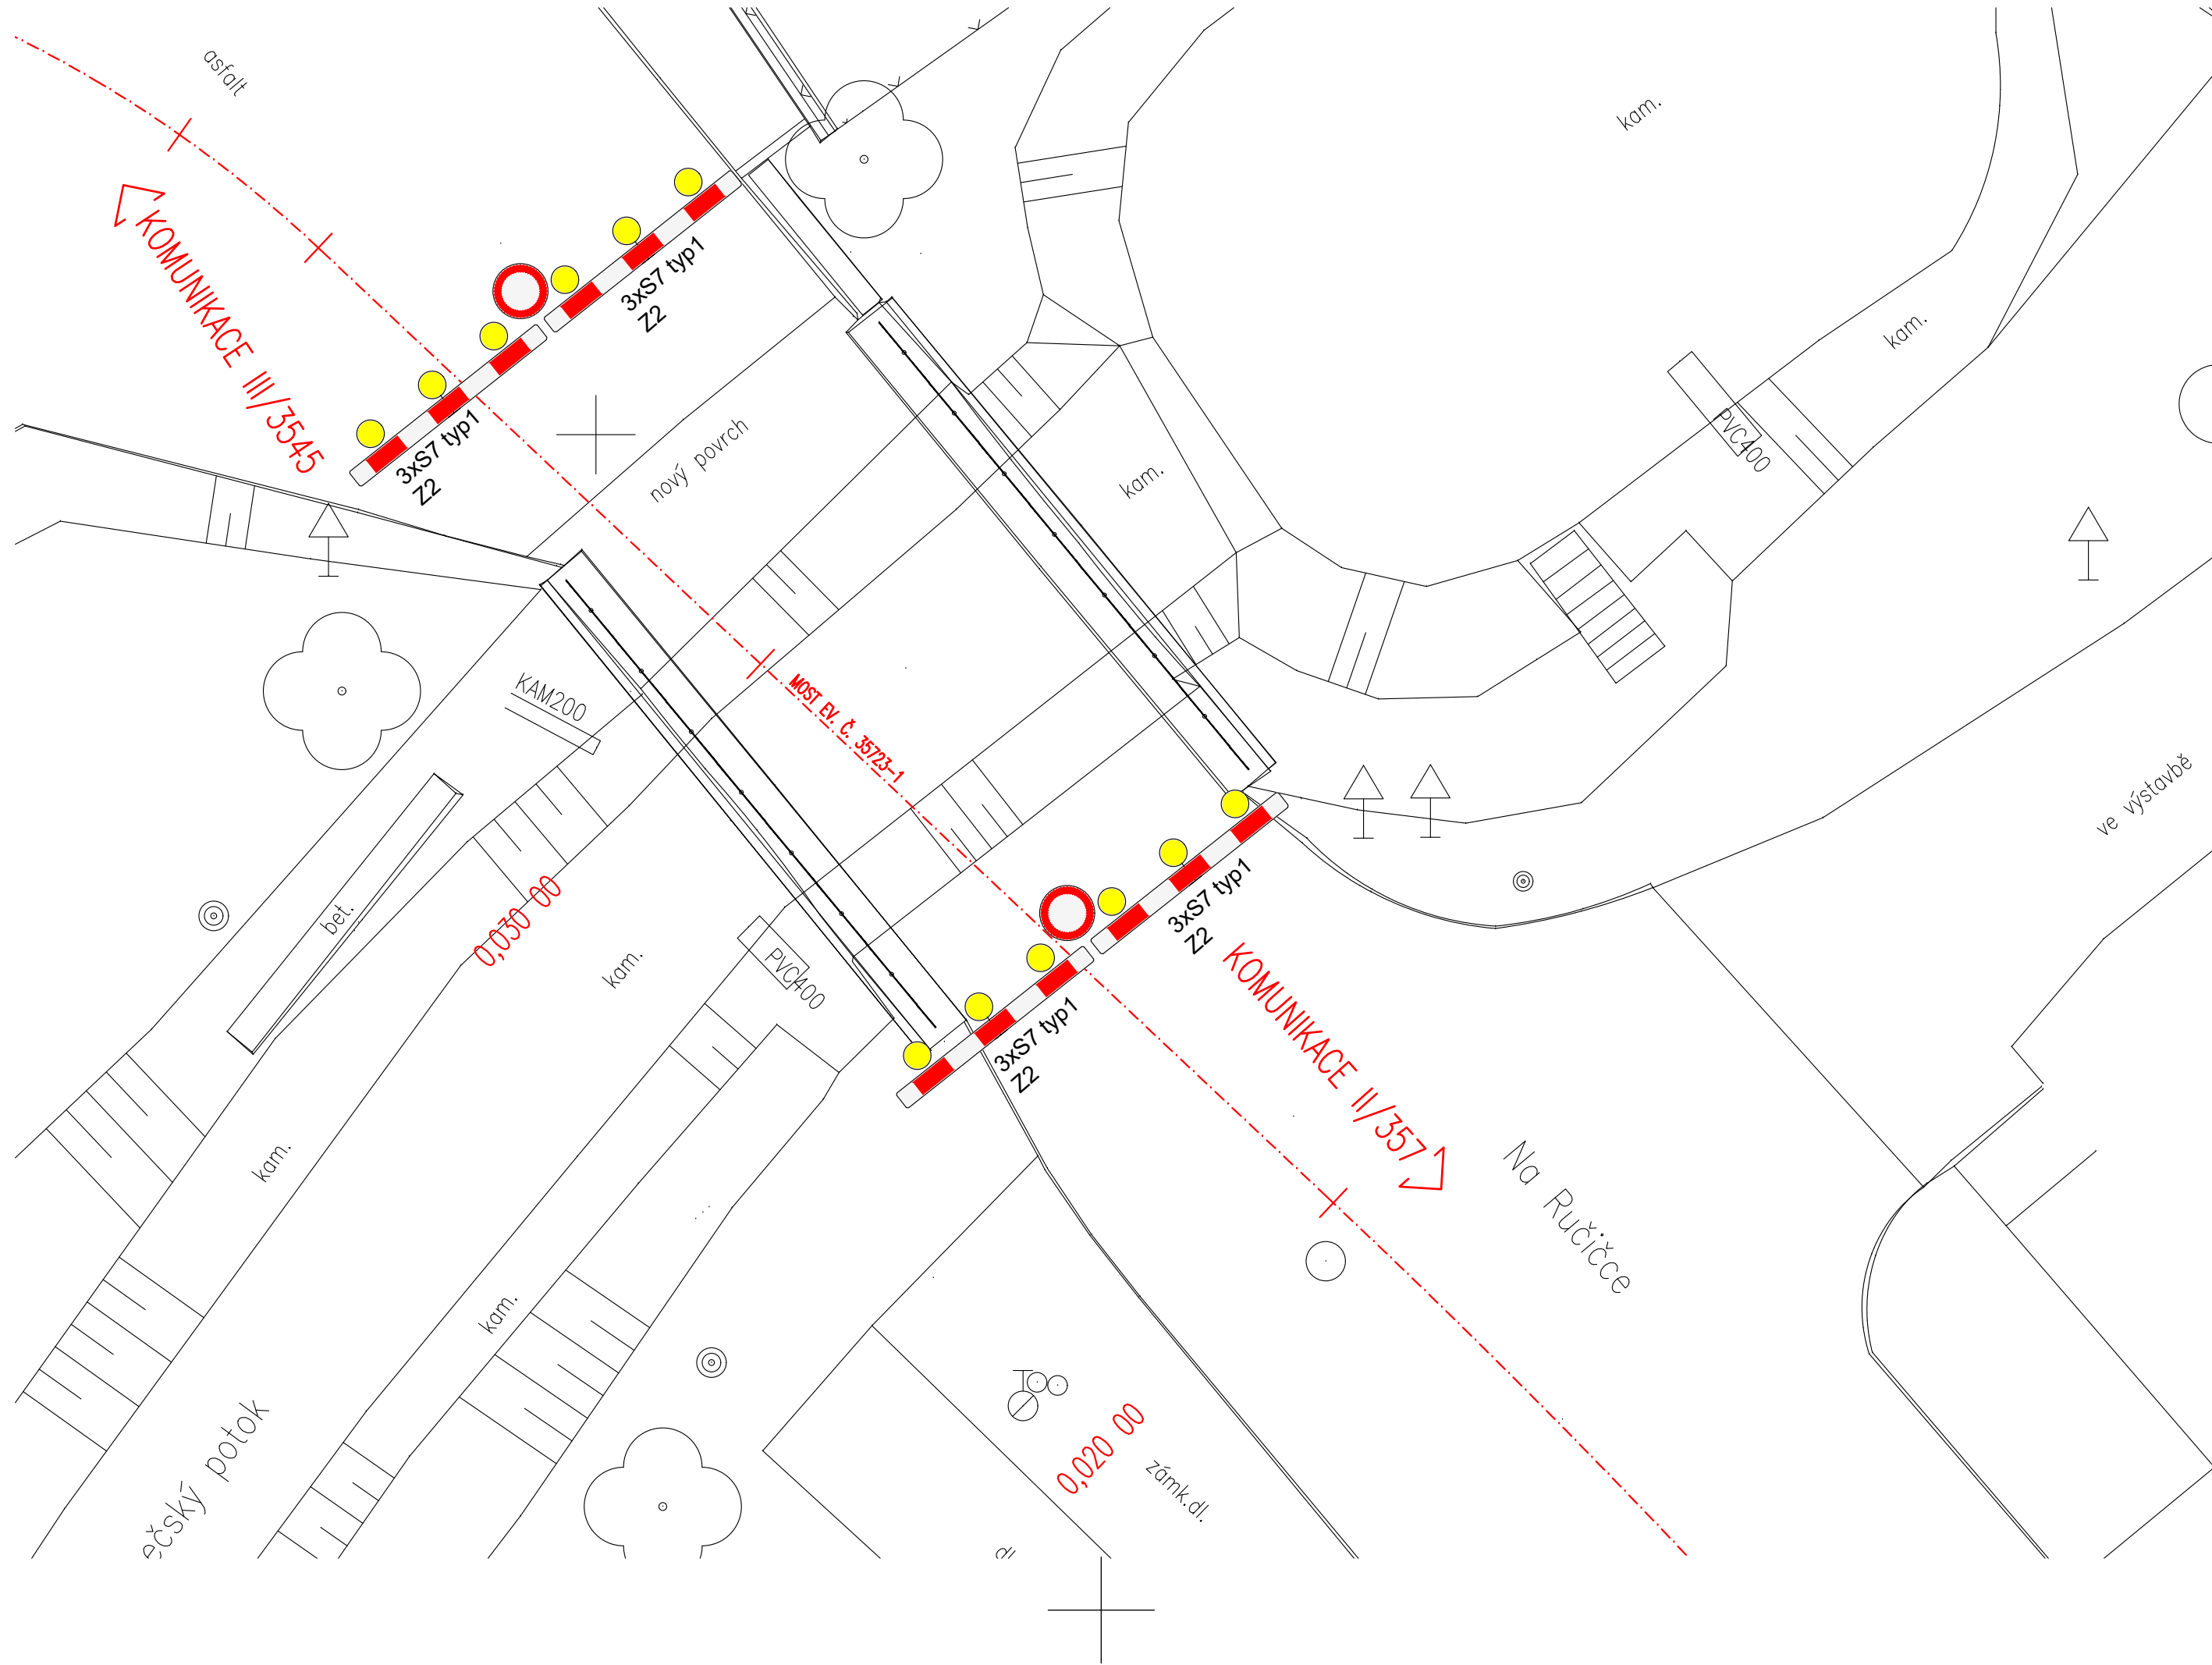 asfalt
kam.
KOMUNIKACE III/3545
3xS7 typ1
Z2
kam.
3xS7 typ1
Z2
nový povrch
PVC400
kam.
KAM200
MOST EV. Č. 35723-1
ve výstavbě
3xS7 typ1
Z2
bet.
0,030 00
kam.
PVC400
KOMUNIKACE II/357
3xS7 typ1
Z2
kam.
Na Ručičce
kam.
ečský potok
0,020 00
zámk.dl.